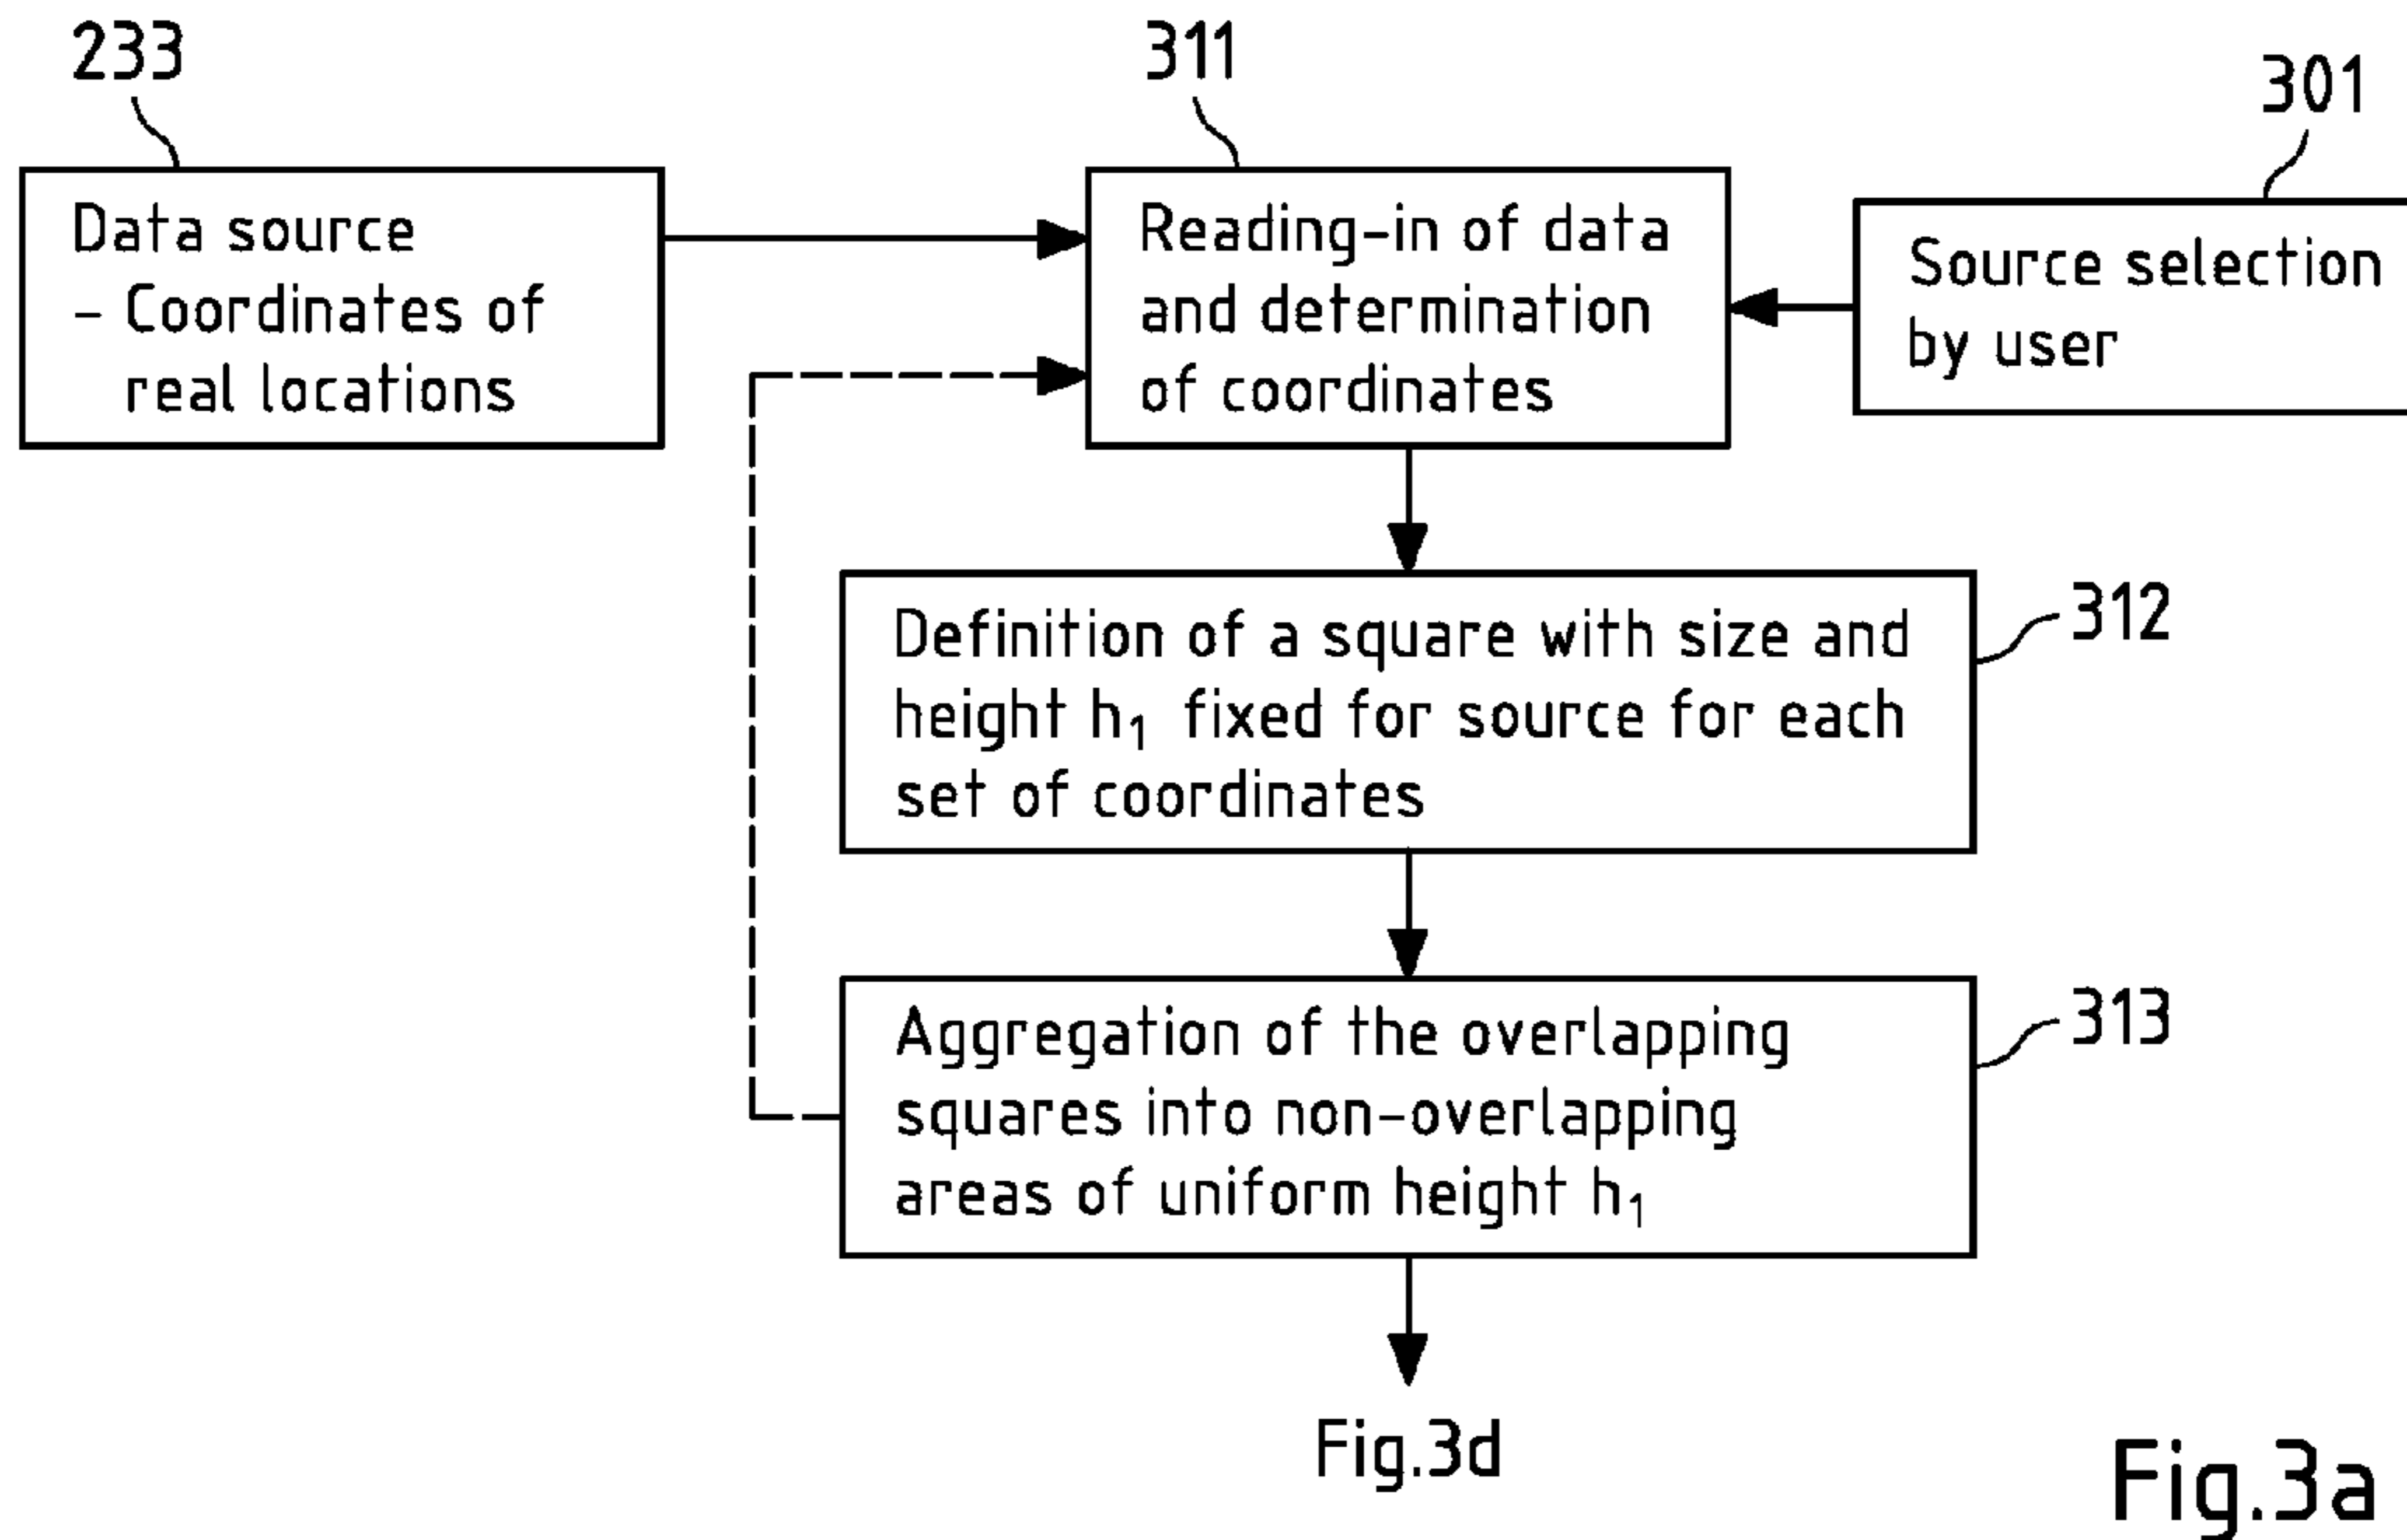 233
311
301
Data source
- Coordinates of
real locations
Reading-in of data
and determination
of coordinates
Source selection
by user
312
Definition of a square with size and
height h₁ fixed for source for each
set of coordinates
313
Aggregation of the overlapping
squares into non-overlapping
areas of uniform height h₁
Fig.3d
Fig.3a